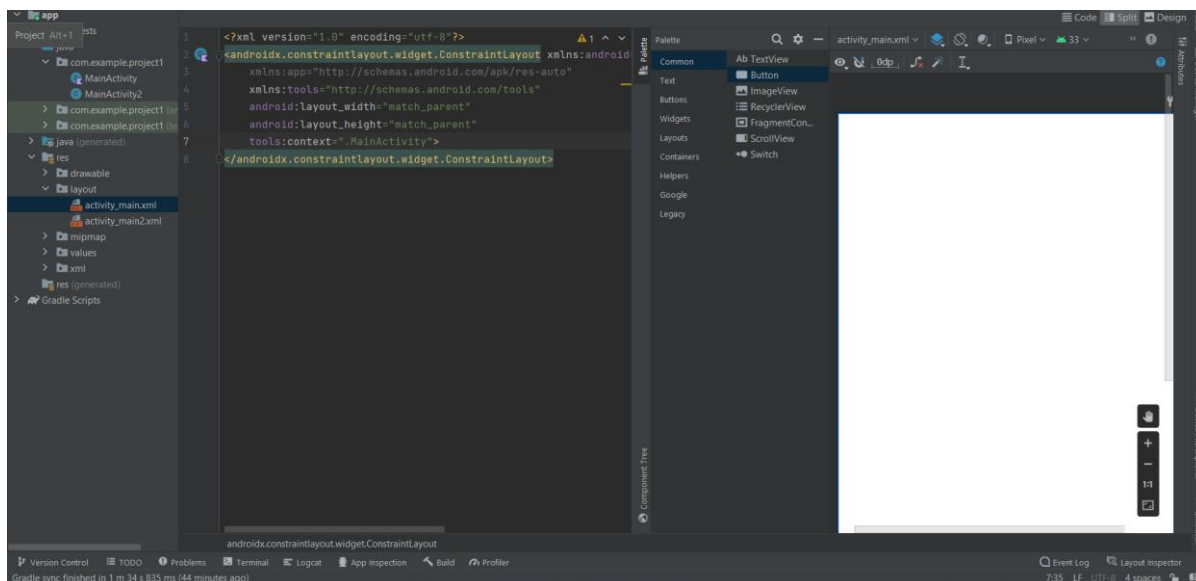 app
Code Split Design
Project Alt+1
java
com.example.project1
MainActivity
MainActivity2
com.example.project1
com.example.project1
java (generated)
res
drawable
layout
activity_main.xml
activity_main2.xml
mipmap
values
xml
res (generated)
Gradle Scripts
1 <?xml version="1.0" encoding="utf-8"?>
2 <androidx.constraintlayout.widget.ConstraintLayout xmlns:android
3 xmlns:app="http://schemas.android.com/apk/res-auto"
4 xmlns:tools="http://schemas.android.com/tools"
5 android:layout_width="match_parent"
6 android:layout_height="match_parent"
7 tools:context=".MainActivity">
8 </androidx.constraintlayout.widget.ConstraintLayout>
1
Palette
Component Tree
Palette
Common
Text
Buttons
Widgets
Layouts
Containers
Helpers
Google
Legacy
Ab TextView
Button
ImageView
RecyclerView
FragmentCon...
ScrollView
Switch
activity_main.xml Pixel 33
0dp
Attributes
1:1
androidx.constraintlayout.widget.ConstraintLayout
Version Control TODO Problems Terminal Logcat App Inspection Build Profiler Event Log Layout Inspector
Gradle sync finished in 1 m 34 s 835 ms (44 minutes ago) 7:35 LF UTF-8 4 spaces